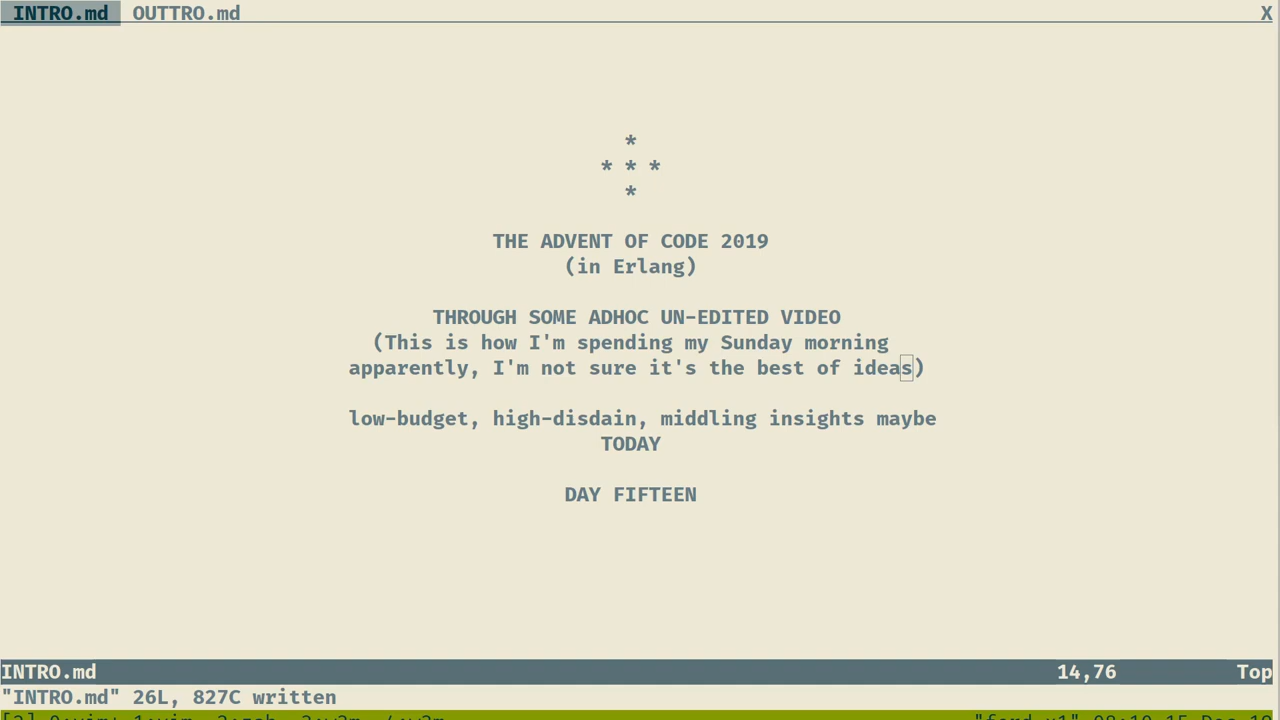 INTRO.md OUTTRO.md X
*
* * *
*
THE ADVENT OF CODE 2019
(in Erlang)
THROUGH SOME ADHOC UN-EDITED VIDEO
(This is how I'm spending my Sunday morning
apparently, I'm not sure it's the best of ideas)
low-budget, high-disdain, middling insights maybe
TODAY
DAY FIFTEEN
INTRO.md 14,76 Top
"INTRO.md" 26L, 827C written